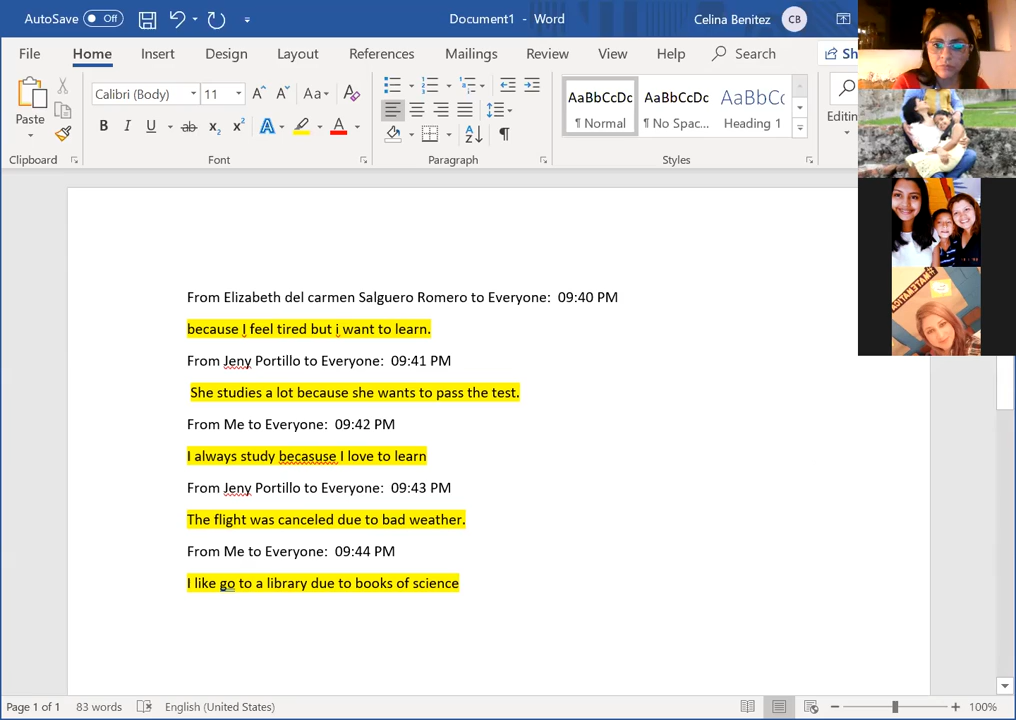 AutoSave Off Document1 - Word Celina Benitez CB
File Home Insert Design Layout References Mailings Review View Help Search Sh
Paste Calibri (Body) 11 Aa AaBbCcDc AaBbCcDc AaBbCc
¶ Normal ¶ No Spac... Heading 1 Editin
B I U ab x₂ x² A A
Clipboard Font Paragraph Styles
From Elizabeth del carmen Salguero Romero to Everyone: 09:40 PM
because I feel tired but i want to learn.
From Jeny Portillo to Everyone: 09:41 PM
She studies a lot because she wants to pass the test.
From Me to Everyone: 09:42 PM
I always study becasuse I love to learn
From Jeny Portillo to Everyone: 09:43 PM
The flight was canceled due to bad weather.
From Me to Everyone: 09:44 PM
I like go to a library due to books of science
Page 1 of 1 83 words English (United States) 100%